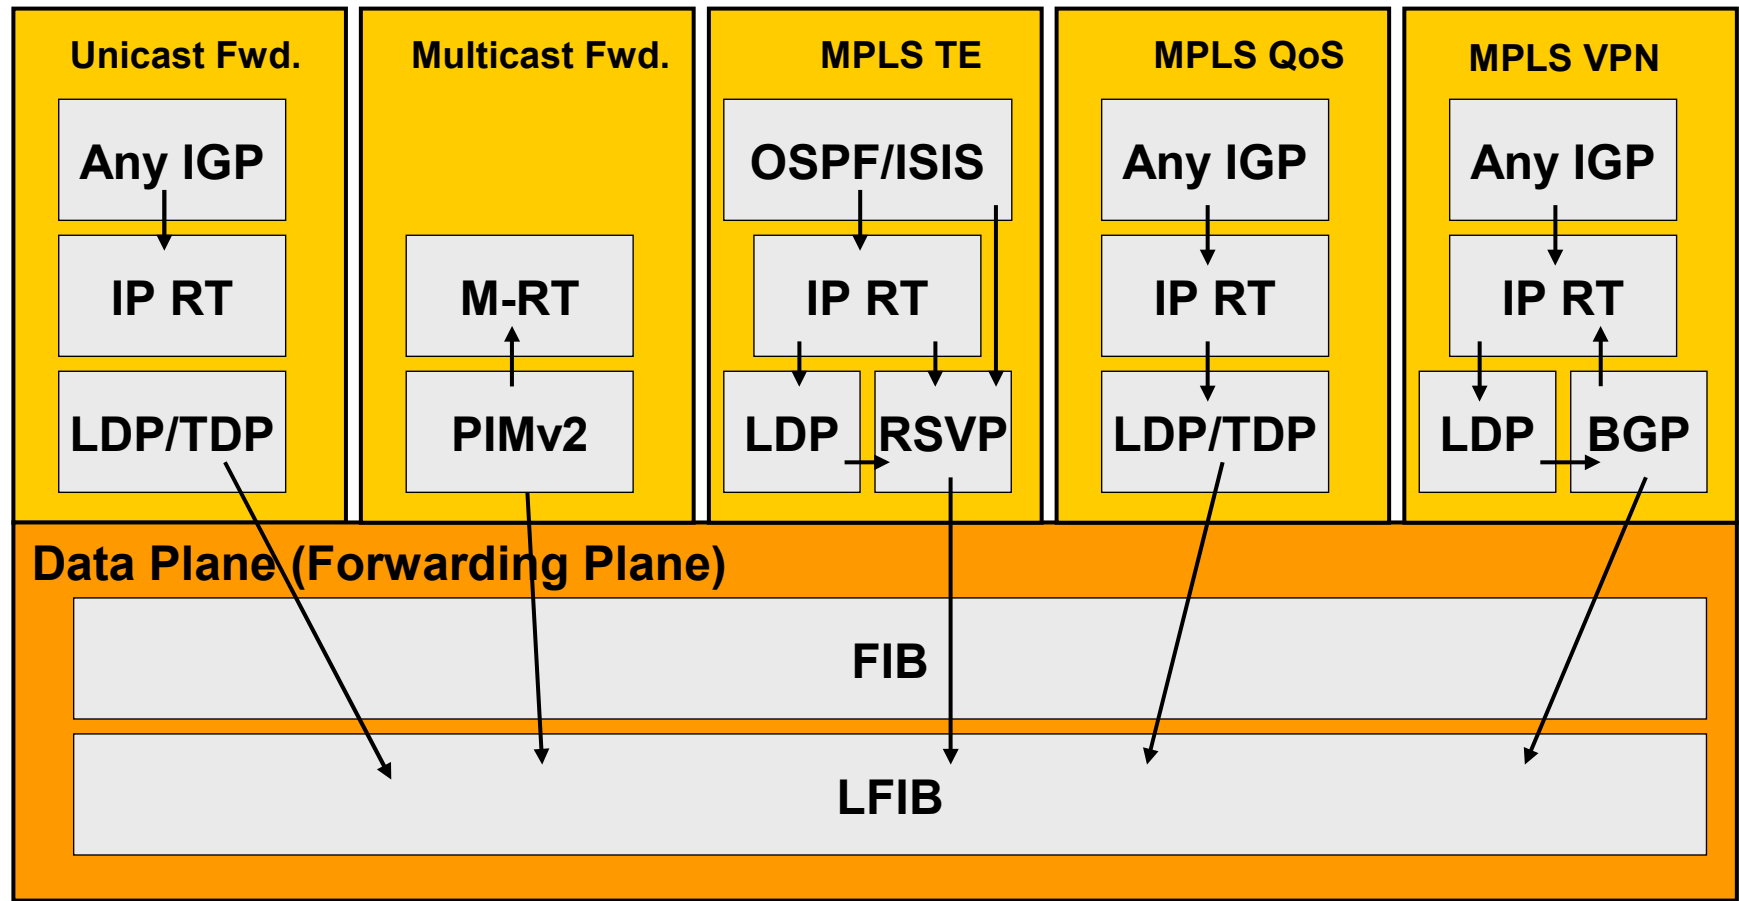 Unicast Fwd.
Multicast Fwd.
MPLS TE
MPLS QoS
MPLS VPN
Any IGP
OSPF/ISIS
Any IGP
Any IGP
IP RT
M-RT
IP RT
IP RT
IP RT
LDP/TDP
PIMv2
LDP
RSVP
LDP/TDP
LDP
BGP
Data Plane (Forwarding Plane)
FIB
LFIB